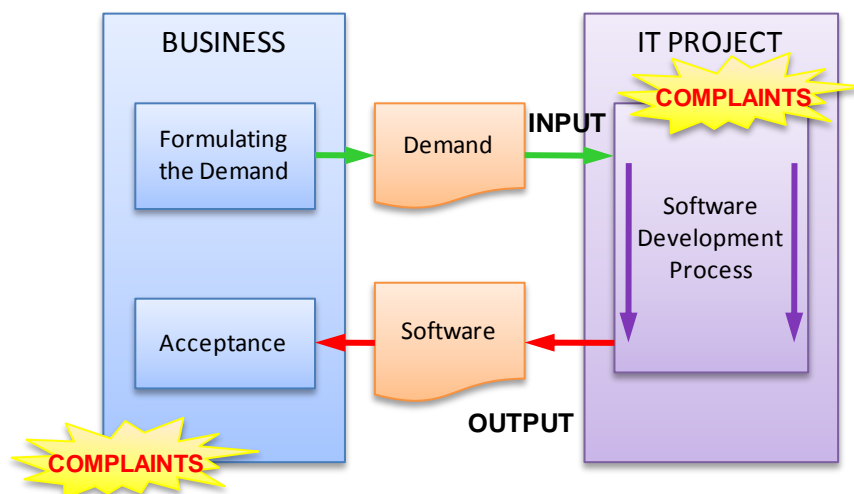 BUSINESS
IT PROJECT
COMPLAINTS
Formulating
the Demand
Demand
INPUT
Software
Development
Process
Acceptance
Software
OUTPUT
COMPLAINTS